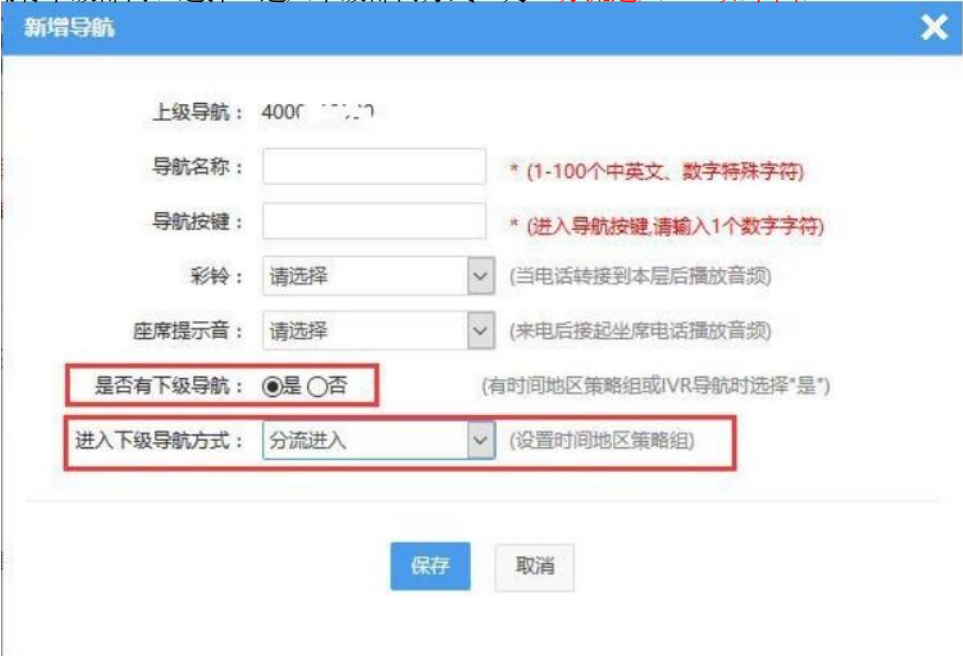 新增导航
上级导航：400
导航名称： * (1-100个中英文、数字特殊字符)
导航按键： * (进入导航按键,请输入1个数字字符)
彩铃： 请选择 (当电话转接到本层后播放音频)
座席提示音： 请选择 (来电后接起坐席电话播放音频)
是否有下级导航： 是 否 (有时间地区策略组或IVR导航时选择"是")
进入下级导航方式： 分流进入 (设置时间地区策略组)
保存 取消